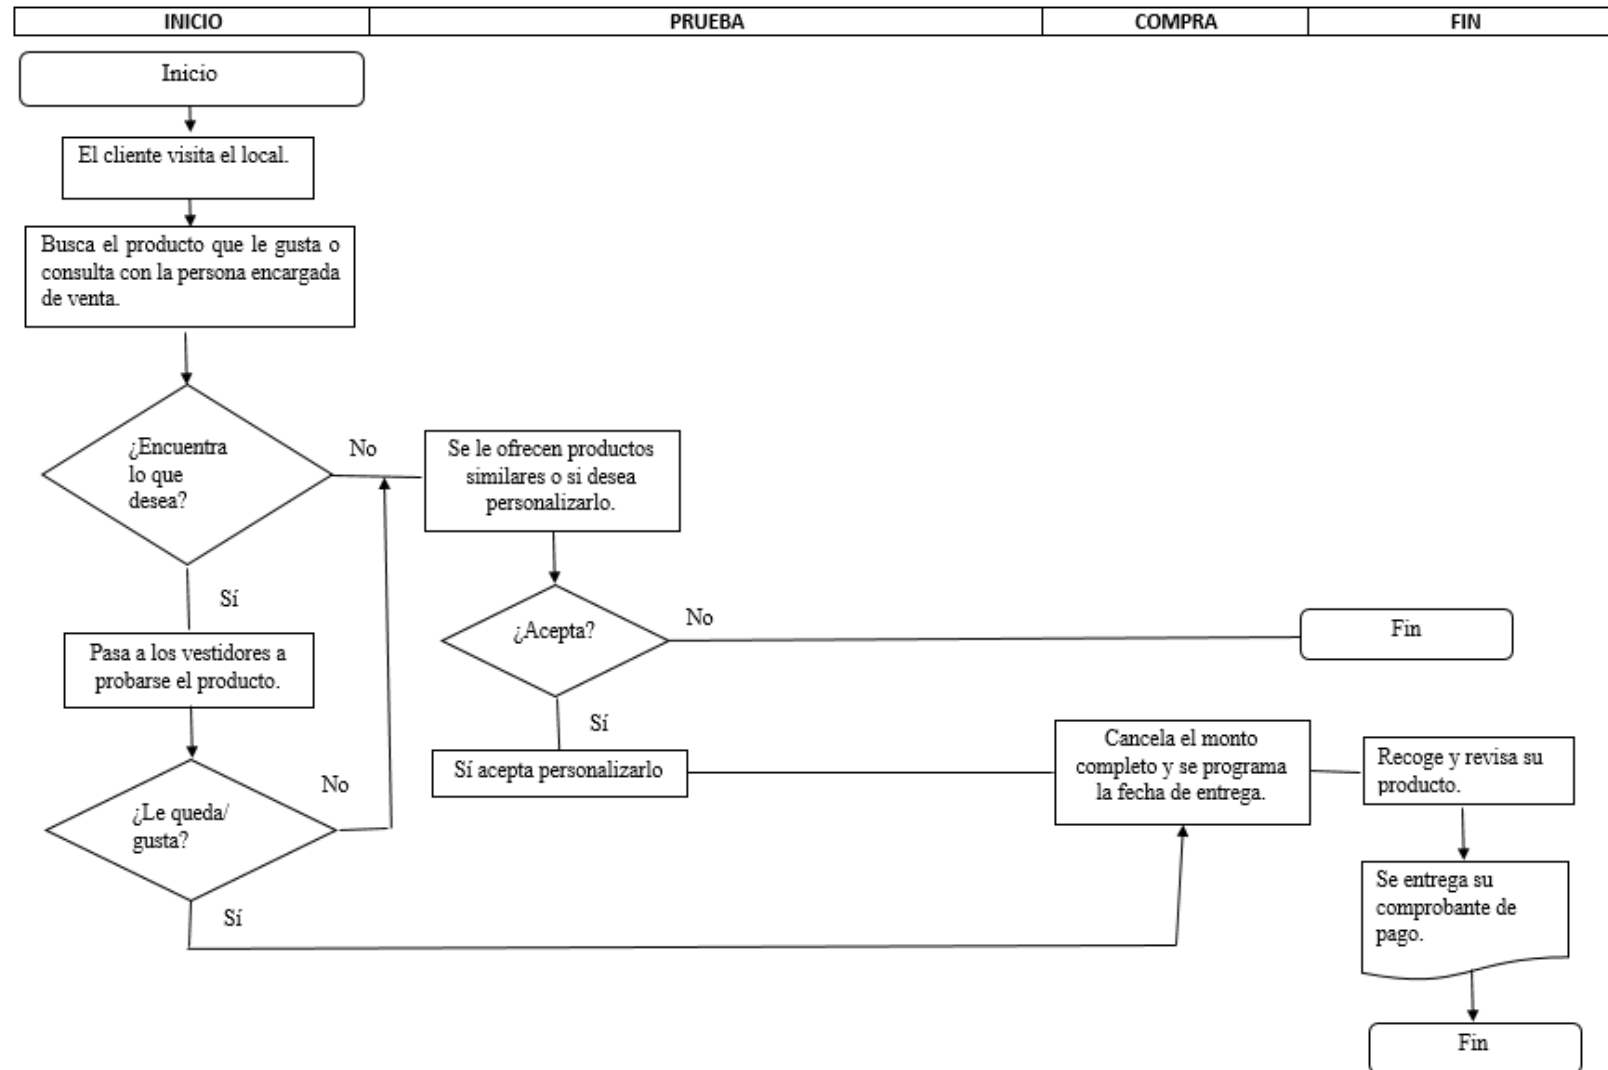 INICIO PRUEBA COMPRA FIN
Inicio
El cliente visita el local.
Busca el producto que le gusta o
consulta con la persona encargada
de venta.
¿Encuentra
lo que
desea?
No
Sí
Se le ofrecen productos
similares o si desea
personalizarlo.
¿Acepta?
No
Fin
Sí
Pasa a los vestidores a
probarse el producto.
¿Le queda/
gusta?
No
Sí
Sí acepta personalizarlo
Cancela el monto
completo y se programa
la fecha de entrega.
Recoge y revisa su
producto.
Se entrega su
comprobante de
pago.
Fin